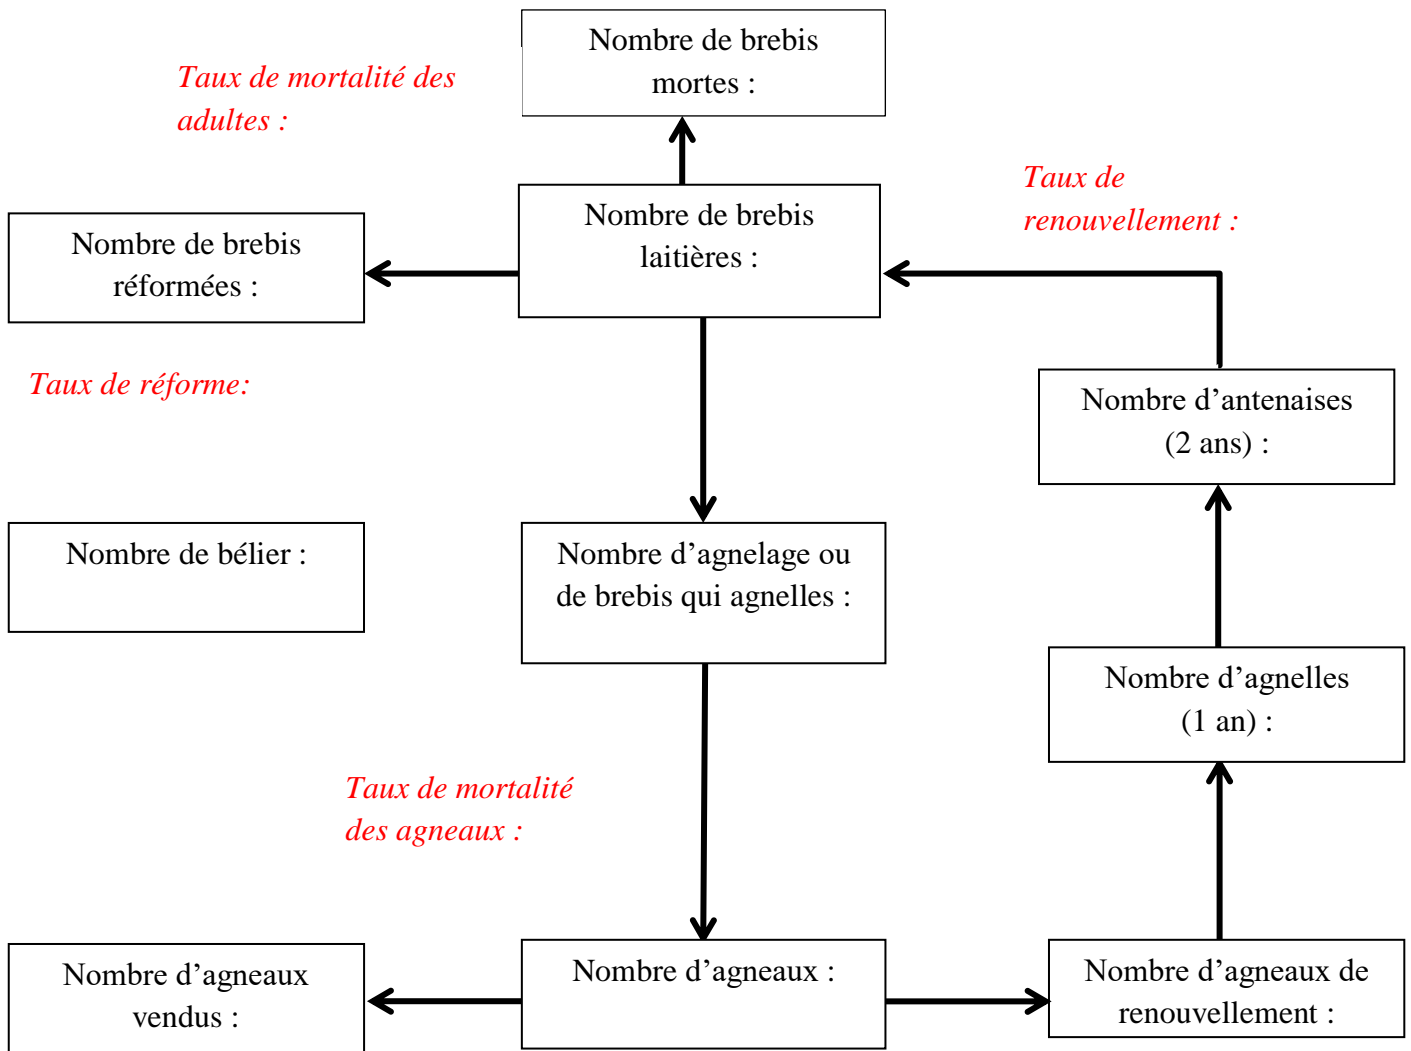 Nombre de brebis
mortes :
Taux de mortalité des
adultes :
Taux de
renouvellement :
Nombre de brebis
laitières :
Nombre de brebis
réformées :
Taux de réforme:
Nombre d’antenaises
(2 ans) :
Nombre de bélier :
Nombre d’agnelage ou
de brebis qui agnelles :
Nombre d’agnelles
(1 an) :
Taux de mortalité
des agneaux :
Nombre d’agneaux
vendus :
Nombre d’agneaux :
Nombre d’agneaux de
renouvellement :